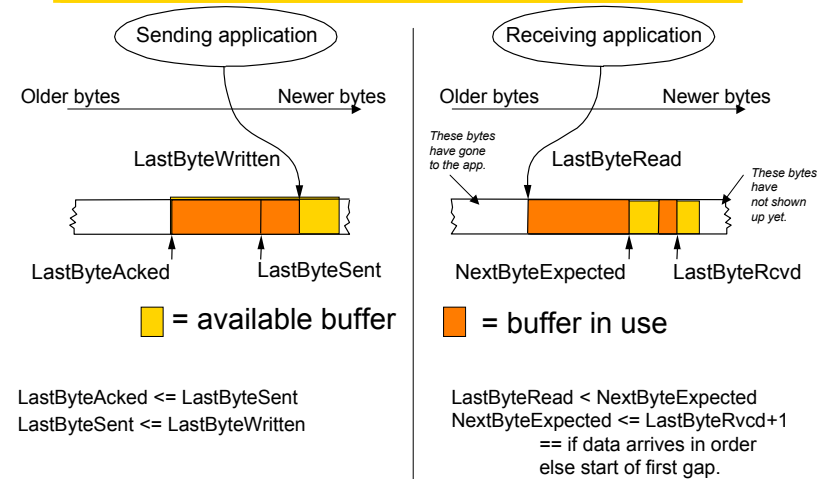 Sending application
Older bytes
Newer bytes
LastByteWritten
LastByteAcked
LastByteSent
= available buffer
LastByteAcked <= LastByteSent
LastByteSent <= LastByteWritten
Receiving application
Older bytes
Newer bytes
These bytes
have gone
to the app.
LastByteRead
These bytes
have
not shown
up yet.
NextByteExpected
LastByteRcvd
= buffer in use
LastByteRead < NextByteExpected
NextByteExpected <= LastByteRvcd+1
== if data arrives in order
else start of first gap.